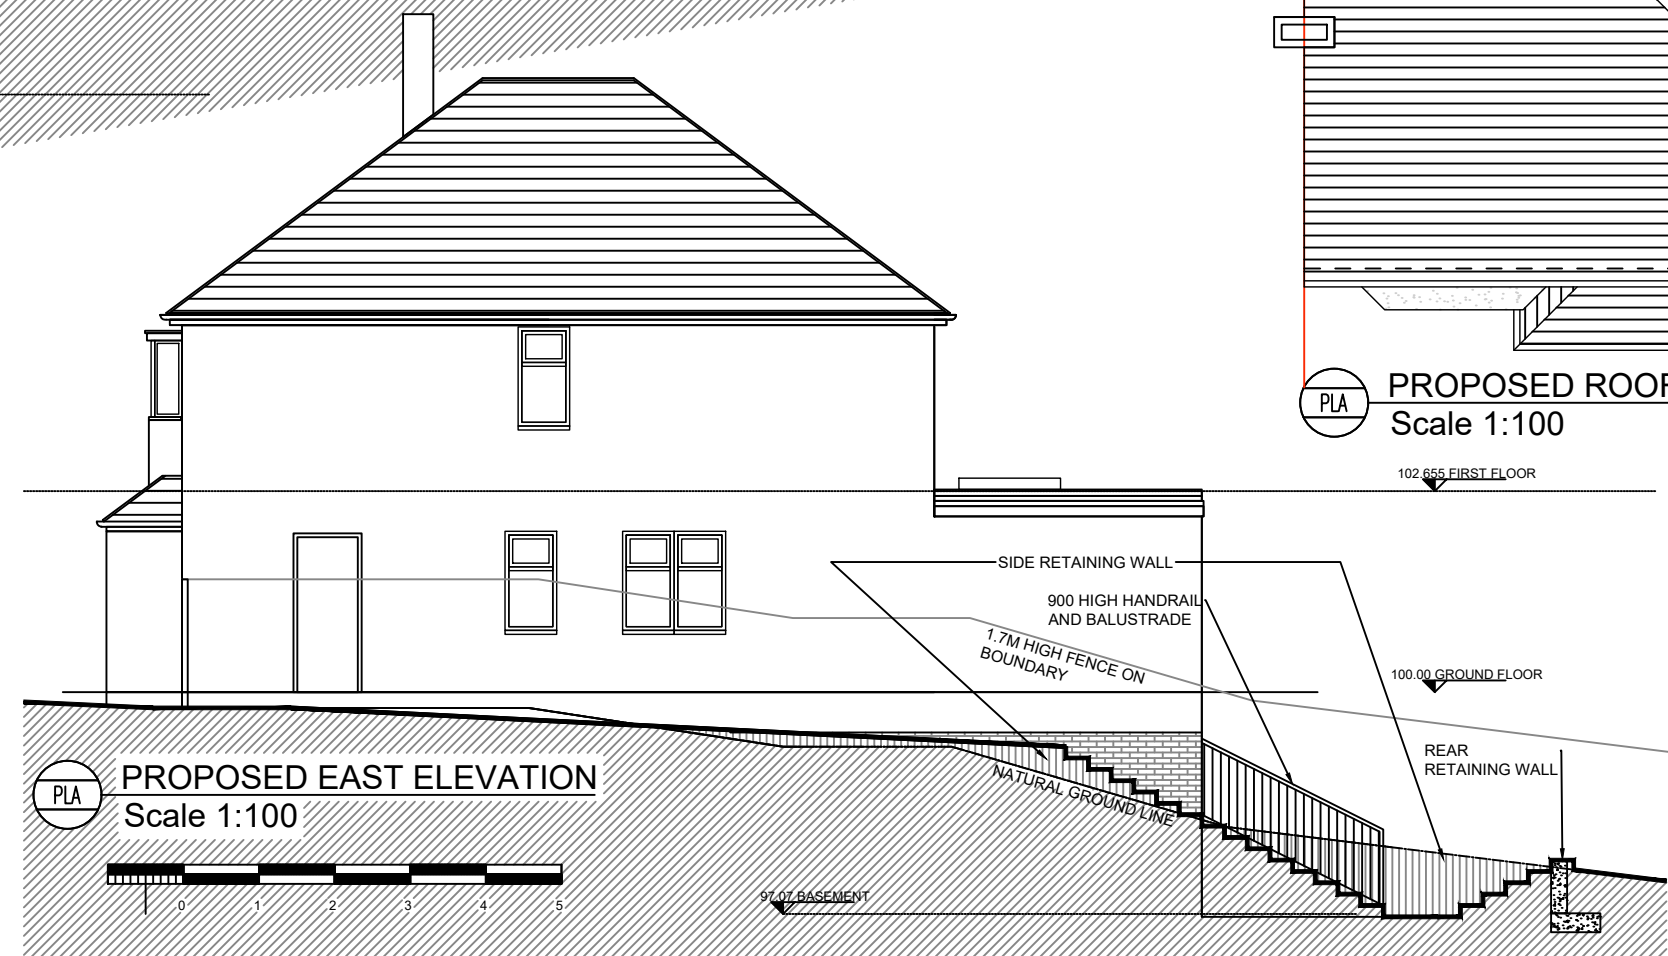 PLA
PROPOSED ROOF
Scale 1:100
102.655 FIRST FLOOR
SIDE RETAINING WALL
900 HIGH HANDRAIL
AND BALUSTRADE
1.7M HIGH FENCE ON
BOUNDARY
100.00 GROUND FLOOR
REAR
RETAINING WALL
NATURAL GROUND LINE
PLA
PROPOSED EAST ELEVATION
Scale 1:100
0 1 2 3 4 5
97.07 BASEMENT